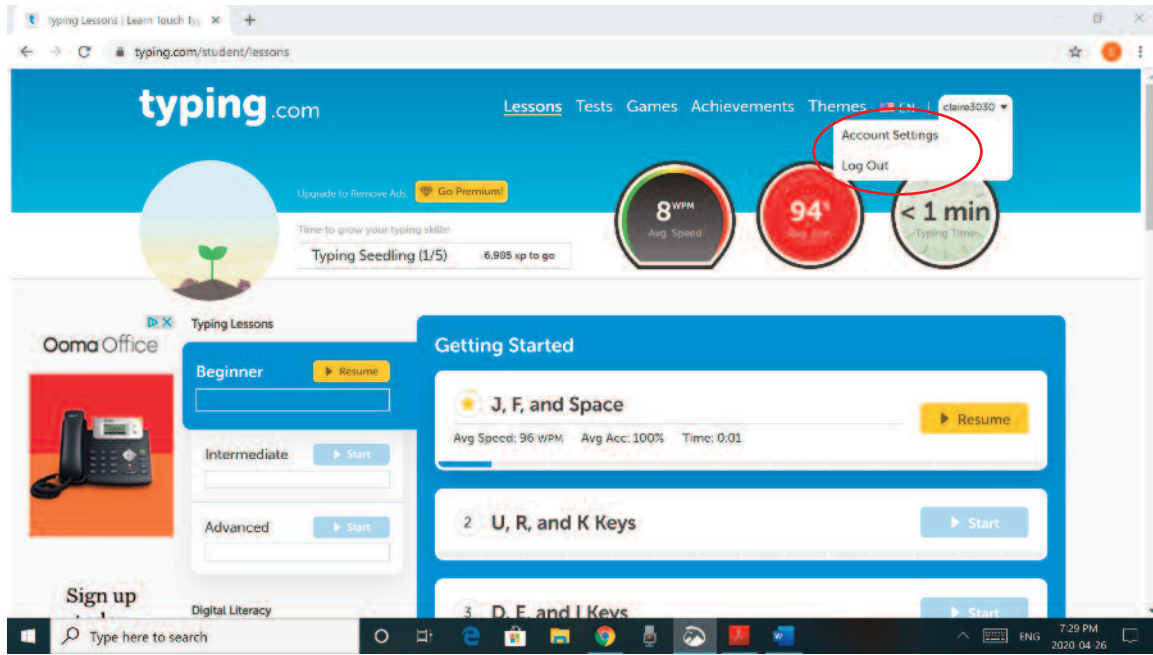 Typing Lessons | Learn Touch Ty
typing.com/student/lessons
typing.com
Lessons Tests Games Achievements Themes EN | claire3030
Account Settings
Log Out
Upgrade to Remove Ads. Go Premium!
Time to grow your typing skills!
Typing Seedling (1/5) 6,985 xp to go
8 WPM
Avg. Speed
94%
< 1 min
Typing Time
Ooma Office
Typing Lessons
Beginner Resume
Intermediate Start
Advanced Start
Digital Literacy
Sign up
Getting Started
J, F, and Space
Avg Speed: 96 WPM Avg Acc: 100% Time: 0:01
Resume
2 U, R, and K Keys Start
3 D, E, and I Keys Start
Type here to search
ENG 7:29 PM
2020-04-26